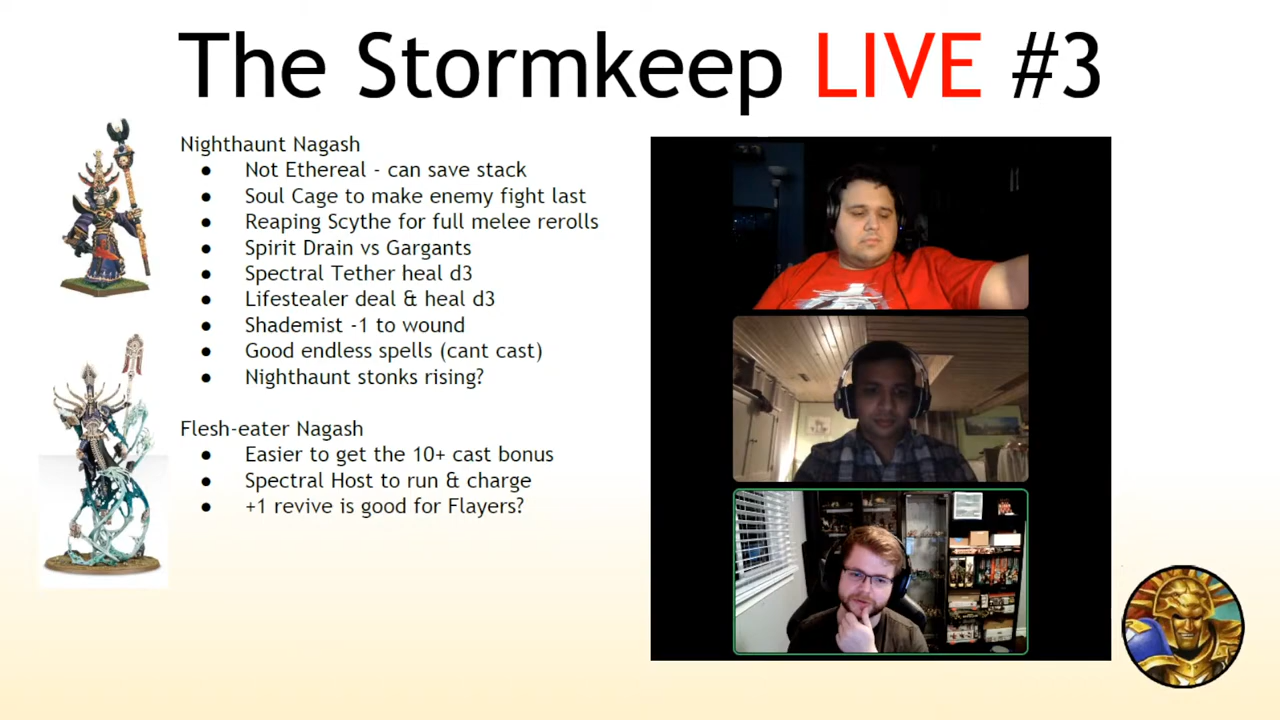 The Stormkeep LIVE #3
Nighthaunt Nagash
● Not Ethereal - can save stack
● Soul Cage to make enemy fight last
● Reaping Scythe for full melee rerolls
● Spirit Drain vs Gargants
● Spectral Tether heal d3
● Lifestealer deal & heal d3
● Shademist -1 to wound
● Good endless spells (cant cast)
● Nighthaunt stonks rising?
Flesh-eater Nagash
● Easier to get the 10+ cast bonus
● Spectral Host to run & charge
● +1 revive is good for Flayers?